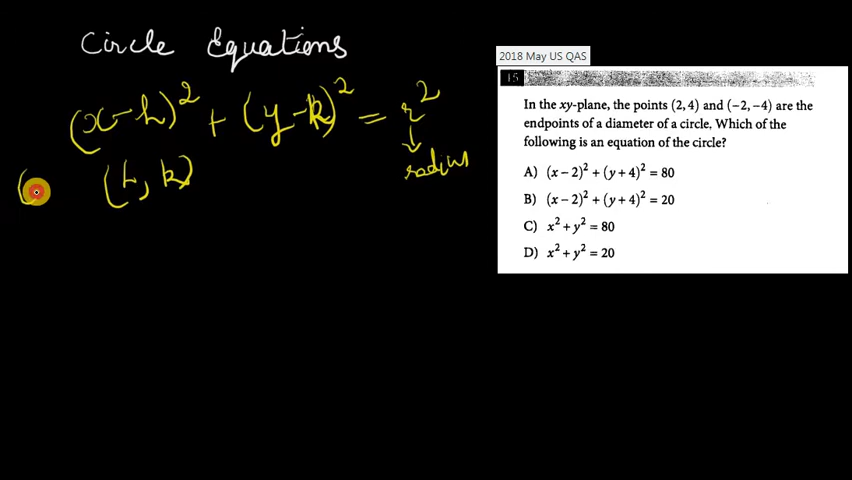 Circle Equations
(x-h)² + (y-k)² = r²
radius
( (h, k)
2018 May US QAS
15
In the xy-plane, the points (2, 4) and (−2, −4) are the
endpoints of a diameter of a circle. Which of the
following is an equation of the circle?
A) (x − 2)² + (y + 4)² = 80
B) (x − 2)² + (y + 4)² = 20
C) x² + y² = 80
D) x² + y² = 20